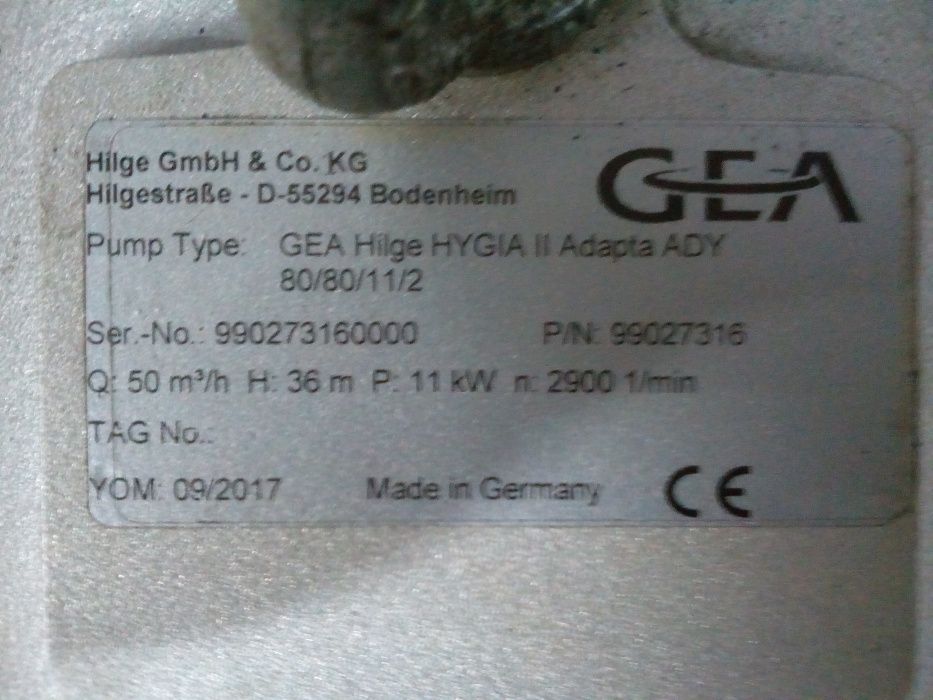 Hilge GmbH & Co. KG
GEA
Hilgestraße - D-55294 Bodenheim
Pump Type: GEA Hilge HYGIA II Adapta ADY
80/80/11/2
Ser.-No.: 990273160000 P/N: 99027316
Q: 50 m³/h H: 36 m P: 11 kW n: 2900 1/min
TAG No.:
YOM: 09/2017 Made in Germany CE